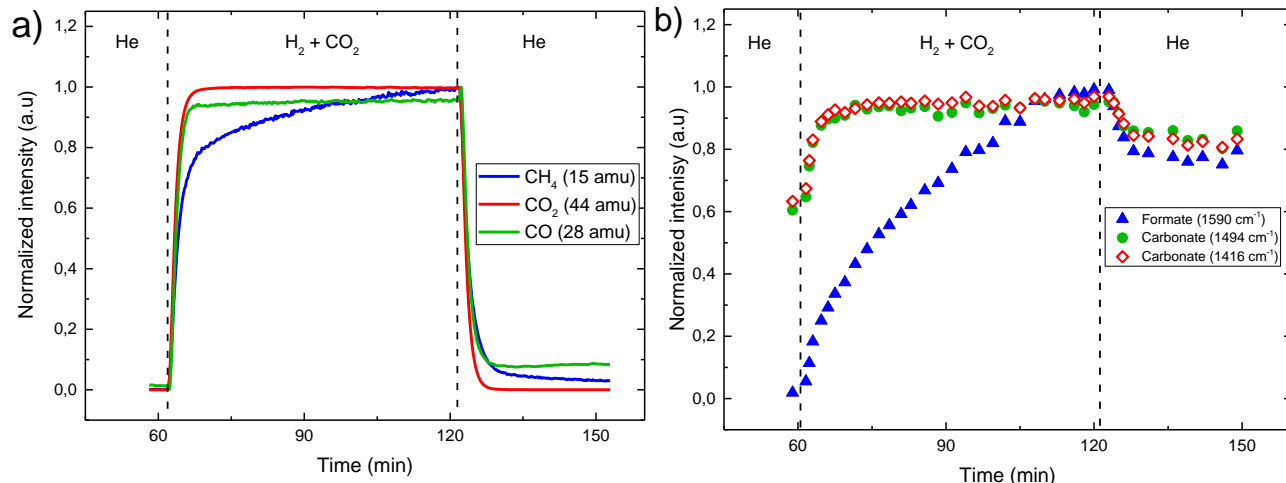 a)
He
H2 + CO2
He
1,2
1,0
0,8
0,6
0,4
0,2
0,0
Normalized intensity (a.u)
CH4 (15 amu)
CO2 (44 amu)
CO (28 amu)
60
90
120
150
Time (min)
b)
He
H2 + CO2
He
1,2
1,0
0,8
0,6
0,4
0,2
0,0
Normalized intenisy (a.u)
Formate (1590 cm-1)
Carbonate (1494 cm-1)
Carbonate (1416 cm-1)
60
90
120
150
Time (min)